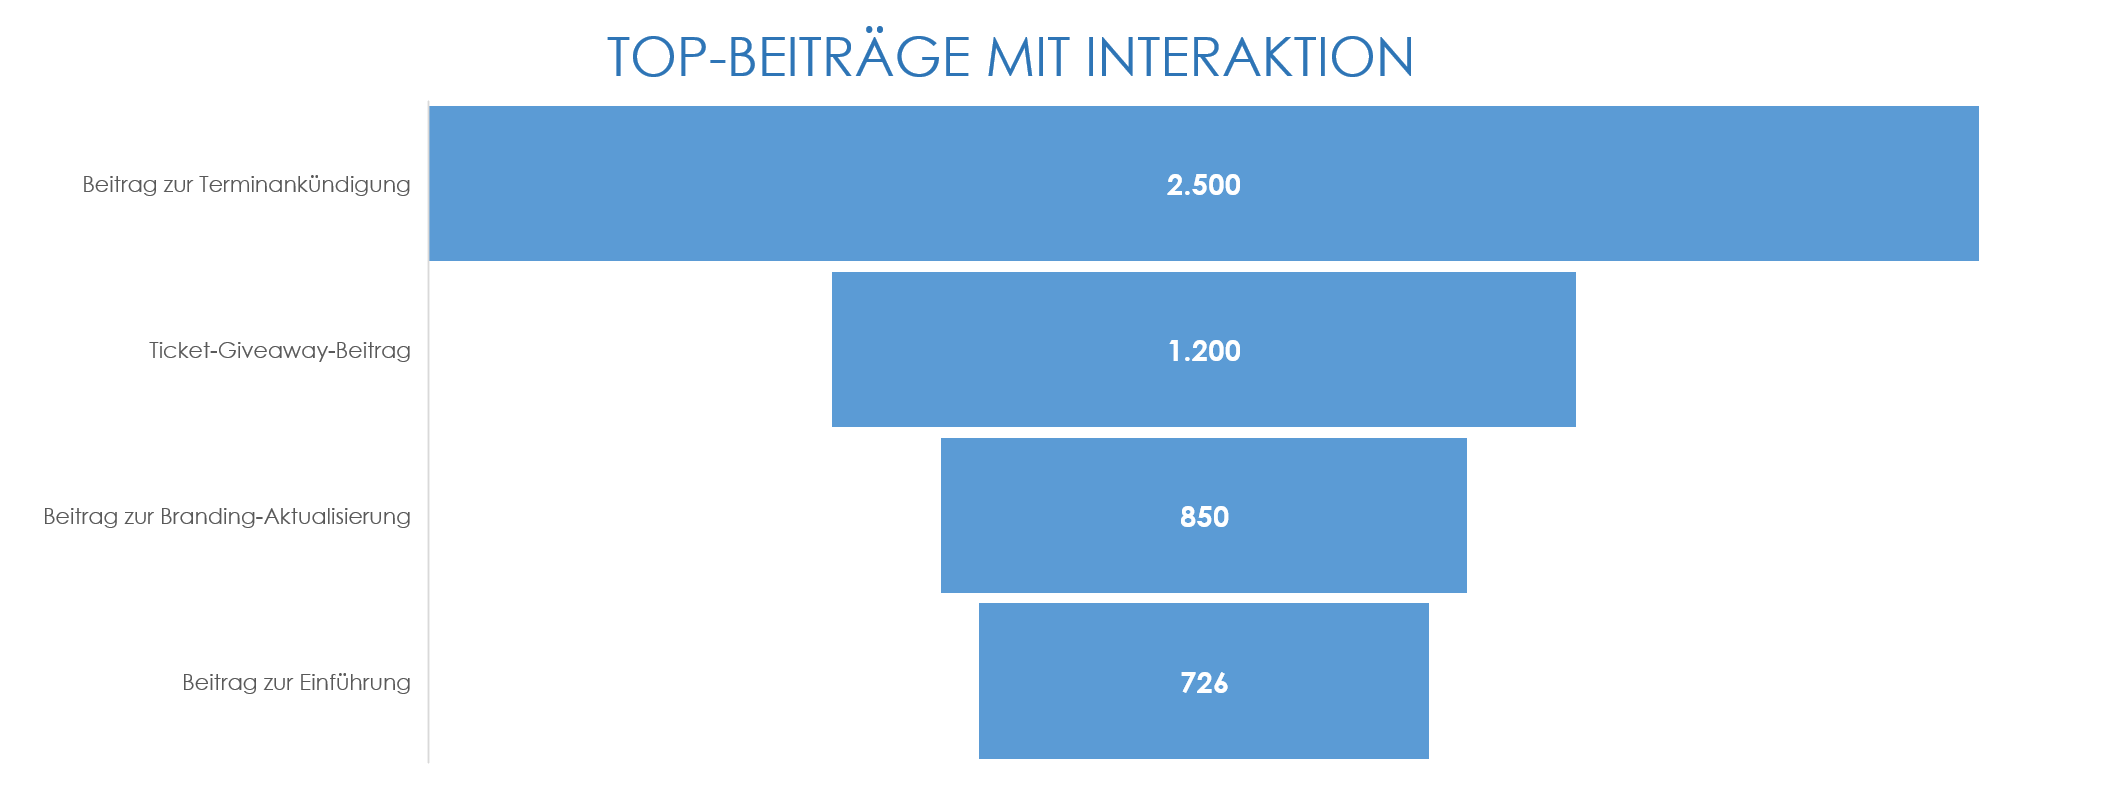 TOP-BEITRÄGE MIT INTERAKTION
Beitrag zur Terminankündigung
2.500
Ticket-Giveaway-Beitrag
1.200
Beitrag zur Branding-Aktualisierung
850
Beitrag zur Einführung
726